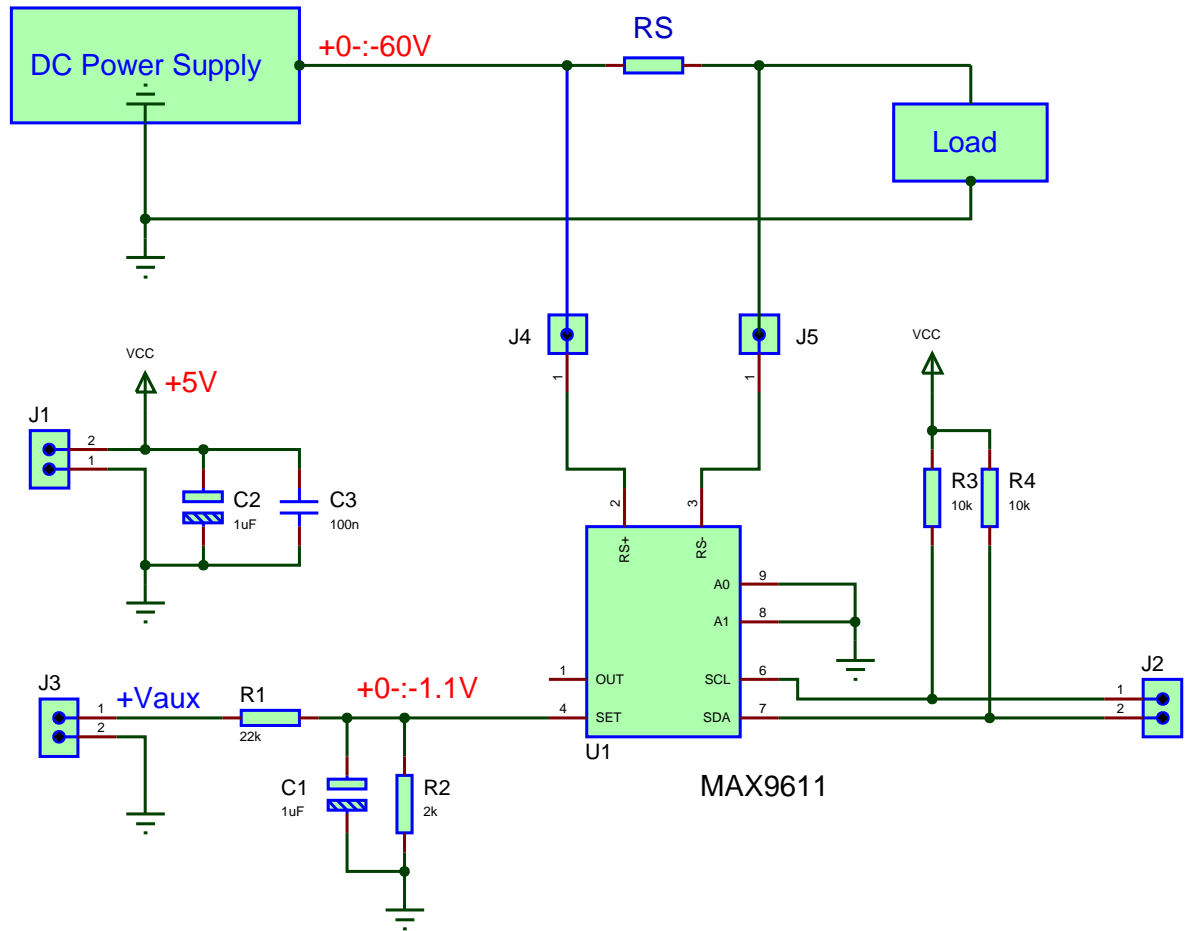 DC Power Supply
+0-:-60V
RS
Load
J4
J5
1
1
VCC
+5V
J1
2
1
C2
1uF
C3
100n
VCC
R3
10k
R4
10k
2
3
RS+
RS-
A0
9
A1
8
1
OUT
SCL
6
4
SET
SDA
7
U1
MAX9611
J2
1
2
J3
1
2
+Vaux
R1
22k
+0-:-1.1V
C1
1uF
R2
2k